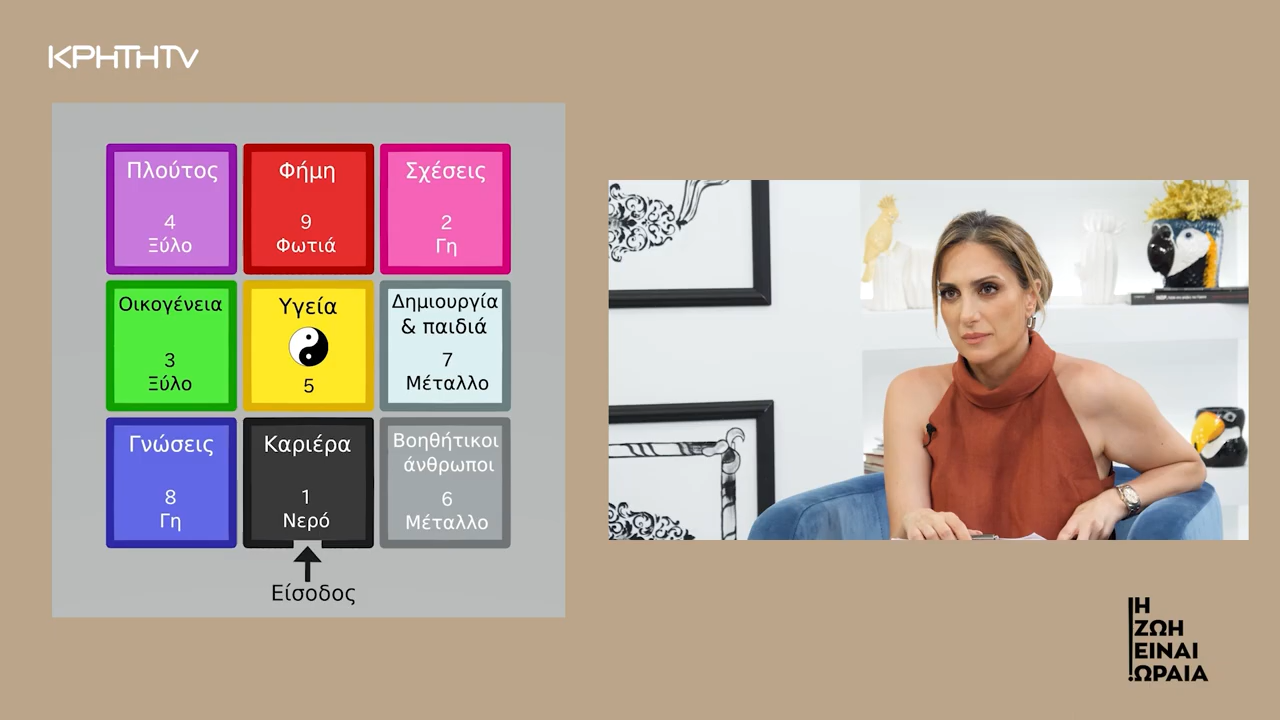 ΚΡΗΤΗTV
Πλούτος
4
Ξύλο
Φήμη
9
Φωτιά
Σχέσεις
2
Γη
Οικογένεια
3
Ξύλο
Υγεία
5
Δημιουργία
& παιδιά
7
Μέταλλο
Γνώσεις
8
Γη
Καριέρα
1
Νερό
Βοηθήτικοι
άνθρωποι
6
Μέταλλο
Είσοδος
Η
ΖΩΗ
ΕΙΝΑΙ
ΩΡΑΙΑ